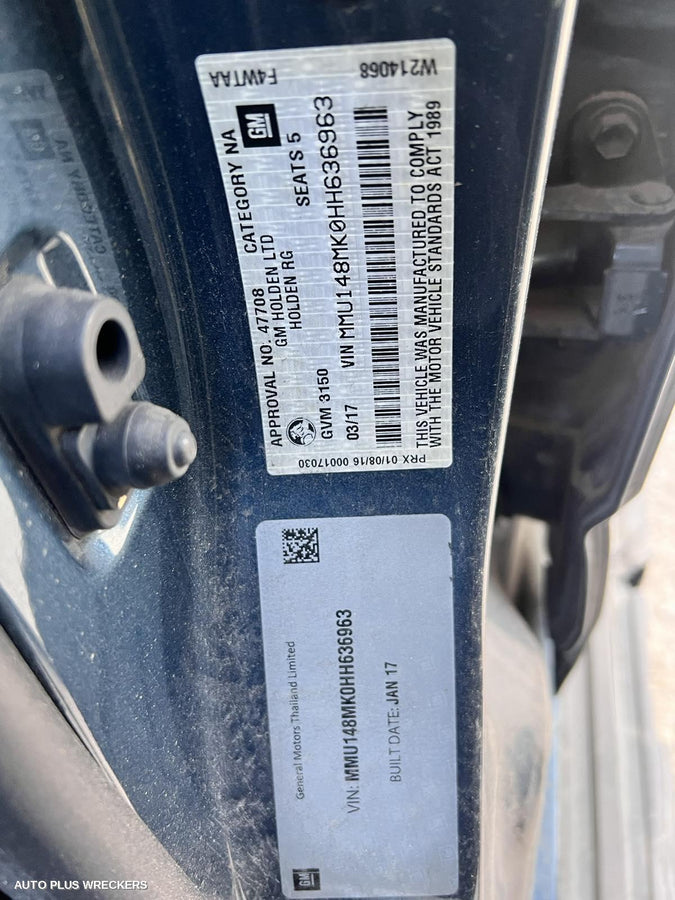 F4WTAA
W214068
APPROVAL NO. 47708 CATEGORY NA
GM HOLDEN LTD
GM
HOLDEN RG
SEATS 5
GVM 3150
03/17 VIN MMU148MK0HH636963
THIS VEHICLE WAS MANUFACTURED TO COMPLY
WITH THE MOTOR VEHICLE STANDARDS ACT 1989
PRX 01/08/16 00017030
General Motors Thailand Limited
VIN: MMU148MK0HH636963
BUILT DATE: JAN 17
GM
AUTO PLUS WRECKERS